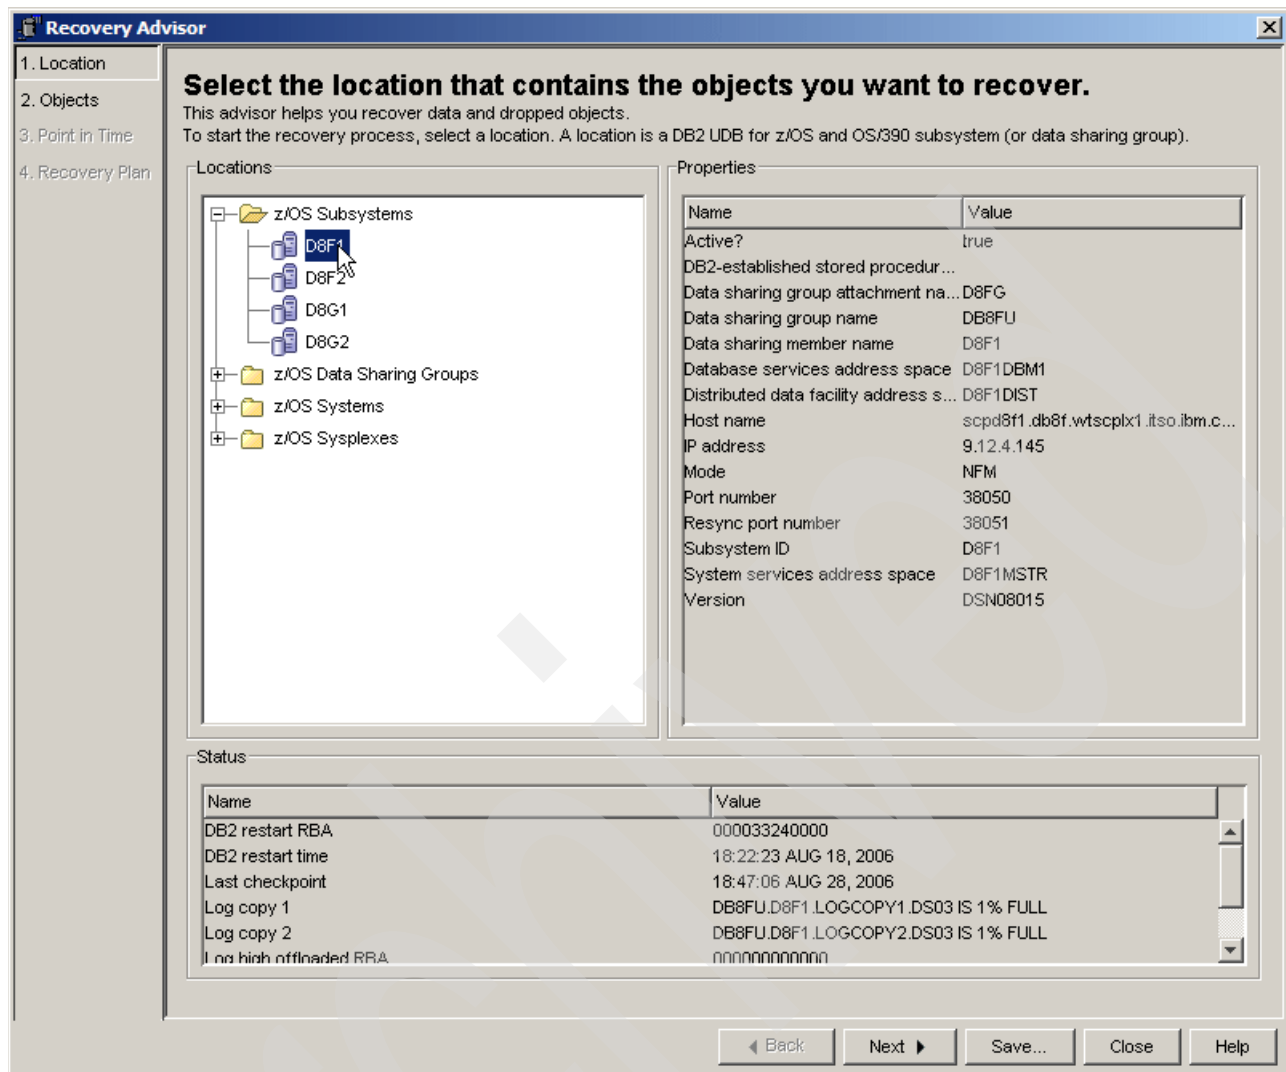 Recovery Advisor
1. Location
2. Objects
3. Point in Time
4. Recovery Plan
Select the location that contains the objects you want to recover.
This advisor helps you recover data and dropped objects.
To start the recovery process, select a location. A location is a DB2 UDB for z/OS and OS/390 subsystem (or data sharing group).
Locations
z/OS Subsystems
D8F1
D8F2
D8G1
D8G2
z/OS Data Sharing Groups
z/OS Systems
z/OS Sysplexes
Properties
Name Value
Active? true
DB2-established stored procedur...
Data sharing group attachment na... D8FG
Data sharing group name DB8FU
Data sharing member name D8F1
Database services address space D8F1DBM1
Distributed data facility address s... D8F1DIST
Host name scpd8f1.db8f.wtscplx1.itso.ibm.c...
IP address 9.12.4.145
Mode NFM
Port number 38050
Resync port number 38051
Subsystem ID D8F1
System services address space D8F1MSTR
Version DSN08015
Status
Name Value
DB2 restart RBA 000033240000
DB2 restart time 18:22:23 AUG 18, 2006
Last checkpoint 18:47:06 AUG 28, 2006
Log copy 1 DB8FU.D8F1.LOGCOPY1.DS03 IS 1% FULL
Log copy 2 DB8FU.D8F1.LOGCOPY2.DS03 IS 1% FULL
Log high offloaded RBA 000000000000
Back Next Save... Close Help